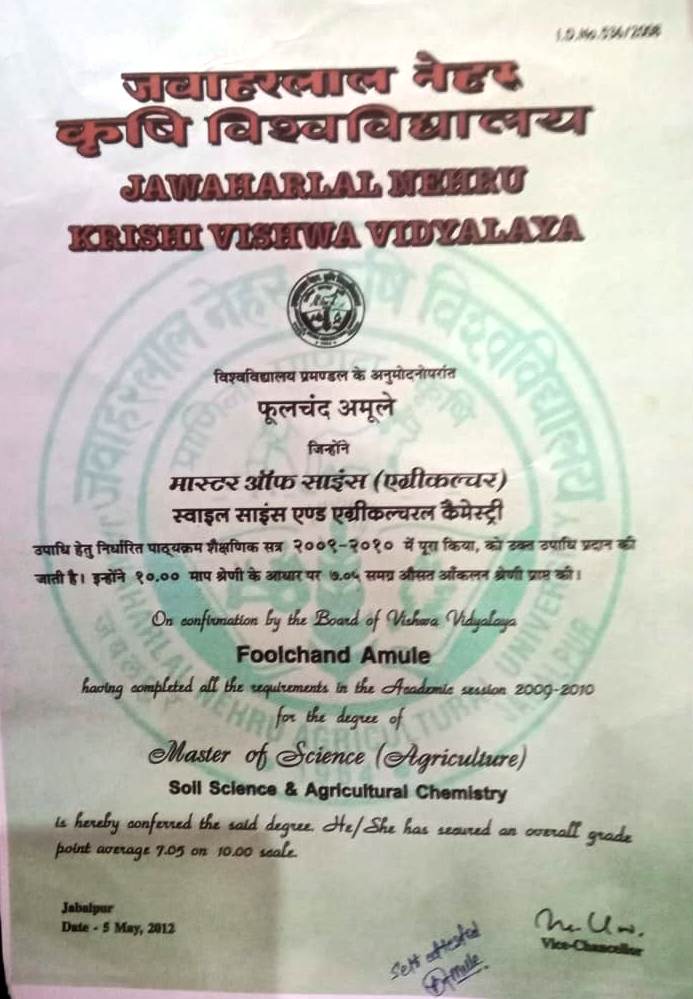 I.D.No.536/2008
जवाहरलाल नेहरू
कृषि विश्वविद्यालय
JAWAHARLAL NEHRU
KRISHI VISHWA VIDYALAYA
विश्वविद्यालय प्रमण्डल के अनुमोदनोपरांत
फूलचंद अमूले
जिन्होंने
मास्टर ऑफ साइंस (एग्रीकल्चर)
स्वाइल साइंस एण्ड एग्रीकल्चरल कैमेस्ट्री
उपाधि हेतु निर्धारित पाठ्यक्रम शैक्षणिक सत्र २००९-२०१० में पूरा किया, को उक्त उपाधि प्रदान की
जाती है। इन्होंने १०.०० माप श्रेणी के आधार पर ७.०५ समग्र औसत आँकलन श्रेणी प्राप्त की।
On confirmation by the Board of Vishwa Vidyalaya
Foolchand Amule
having completed all the requirements in the Academic session 2009-2010
for the degree of
Master of Science (Agriculture)
Soil Science & Agricultural Chemistry
is hereby conferred the said degree. He/She has secured an overall grade
point average 7.05 on 10.00 scale.
Jabalpur
Date - 5 May, 2012
Vice-Chancellor
Self attested
Amule